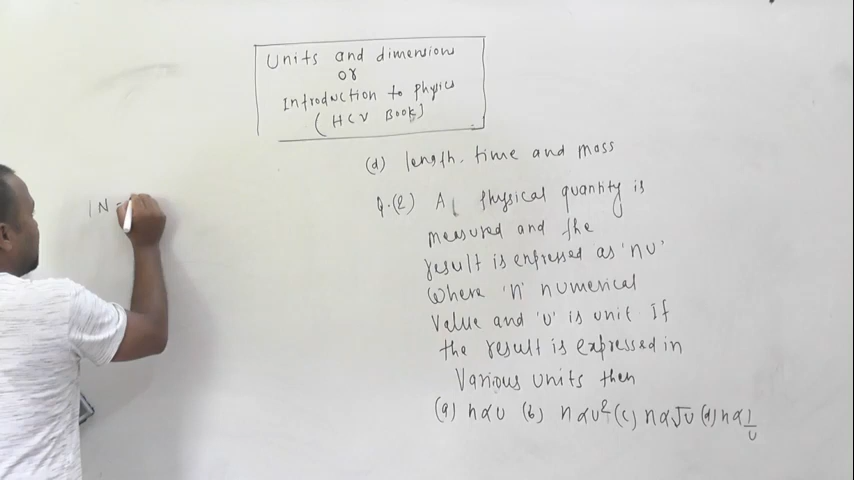 Units and dimensions
or
Introduction to Physics
(HCV Book)
(d) length, time and mass
Q.(2) A physical quantity is
measured and the
result is expressed as 'nu'
where 'n' numerical
value and 'u' is unit. If
the result is expressed in
various units then
(a) n α u (b) n α u² (c) n α √u (d) n α 1/u
1N =